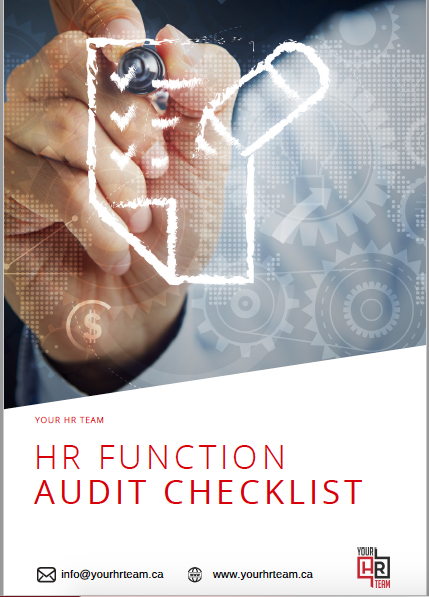 $
YOUR HR TEAM
HR FUNCTION
AUDIT CHECKLIST
info@yourhrteam.ca www.yourhrteam.ca
YOUR
HR
TEAM